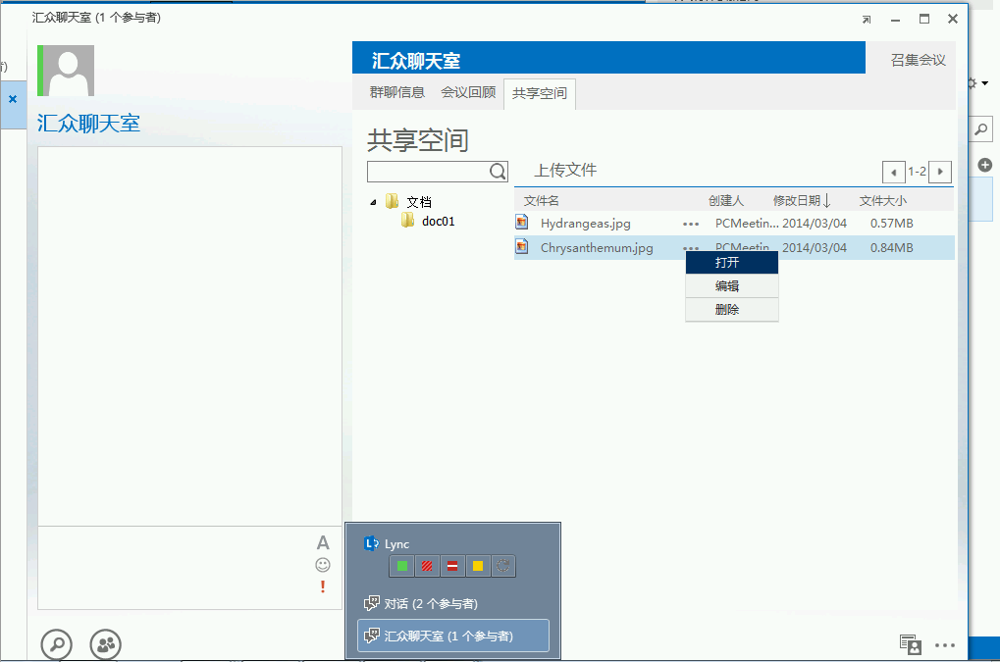 汇众聊天室 (1 个参与者)
汇众聊天室
召集会议
群聊信息 会议回顾 共享空间
汇众聊天室
共享空间
上传文件
1-2
文档
doc01
文件名 创建人 修改日期↓ 文件大小
Hydrangeas.jpg ••• PCMeetin... 2014/03/04 0.57MB
Chrysanthemum.jpg ••• PCMeetin 2014/03/04 0.84MB
打开
编辑
删除
A
!
Lync
对话 (2 个参与者)
汇众聊天室 (1 个参与者)